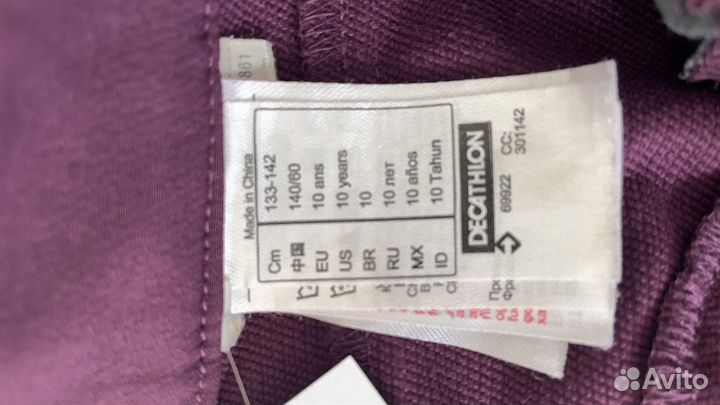 861
Made in China
Cm 133-142
中国 140/60
EU 10 ans
US 10 years
BR 10
RU 10 лет
MX 10 años
ID 10 Tahun
DECATHLON
69922 CC:
301142
Avito